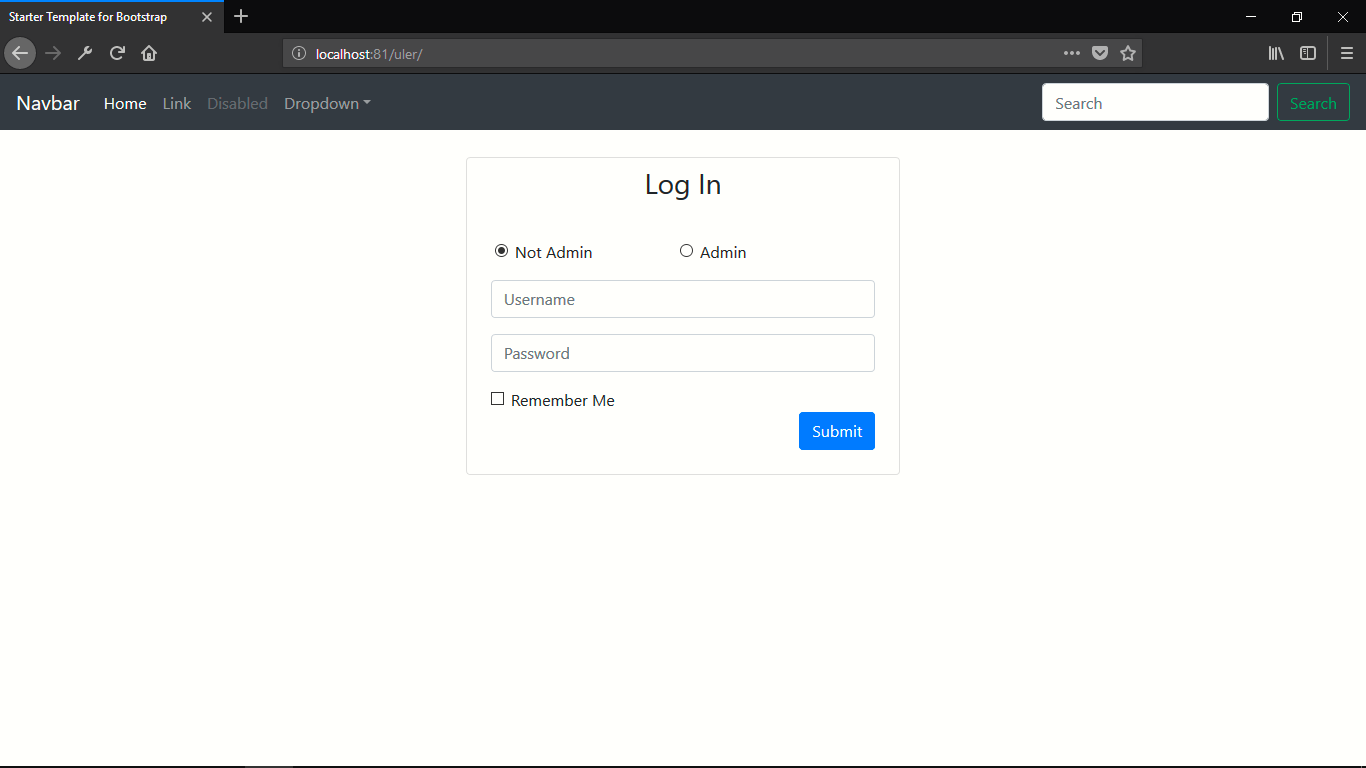 Starter Template for Bootstrap
localhost:81/uler/
Navbar Home Link Disabled Dropdown Search Search
Log In
Not Admin Admin
Username
Password
Remember Me
Submit